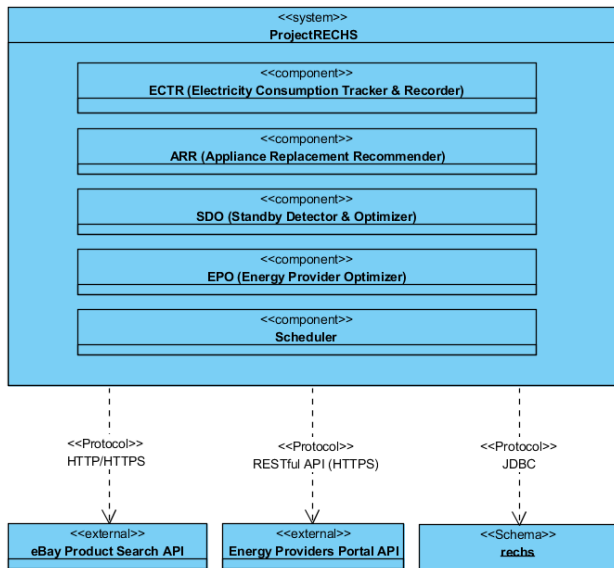 <<system>>
ProjectRECHS
<<component>>
ECTR (Electricity Consumption Tracker & Recorder)
<<component>>
ARR (Appliance Replacement Recommender)
<<component>>
SDO (Standby Detector & Optimizer)
<<component>>
EPO (Energy Provider Optimizer)
<<component>>
Scheduler
<<Protocol>>
HTTP/HTTPS
<<Protocol>>
RESTful API (HTTPS)
<<Protocol>>
JDBC
<<external>>
eBay Product Search API
<<external>>
Energy Providers Portal API
<<Schema>>
rechs